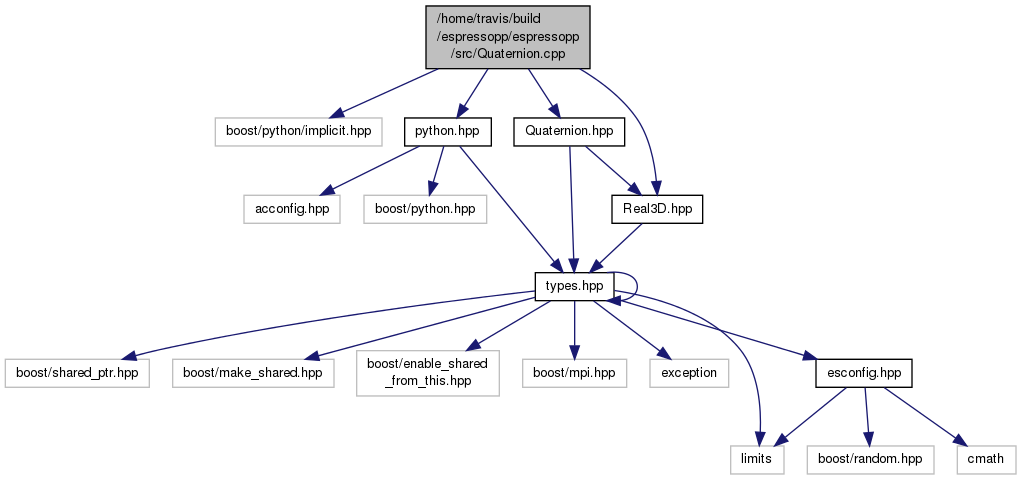 /home/travis/build
/espressopp/espressopp
/src/Quaternion.cpp
boost/python/implicit.hpp
python.hpp
Quaternion.hpp
acconfig.hpp
boost/python.hpp
Real3D.hpp
types.hpp
boost/shared_ptr.hpp
boost/make_shared.hpp
boost/enable_shared
_from_this.hpp
boost/mpi.hpp
exception
esconfig.hpp
limits
boost/random.hpp
cmath